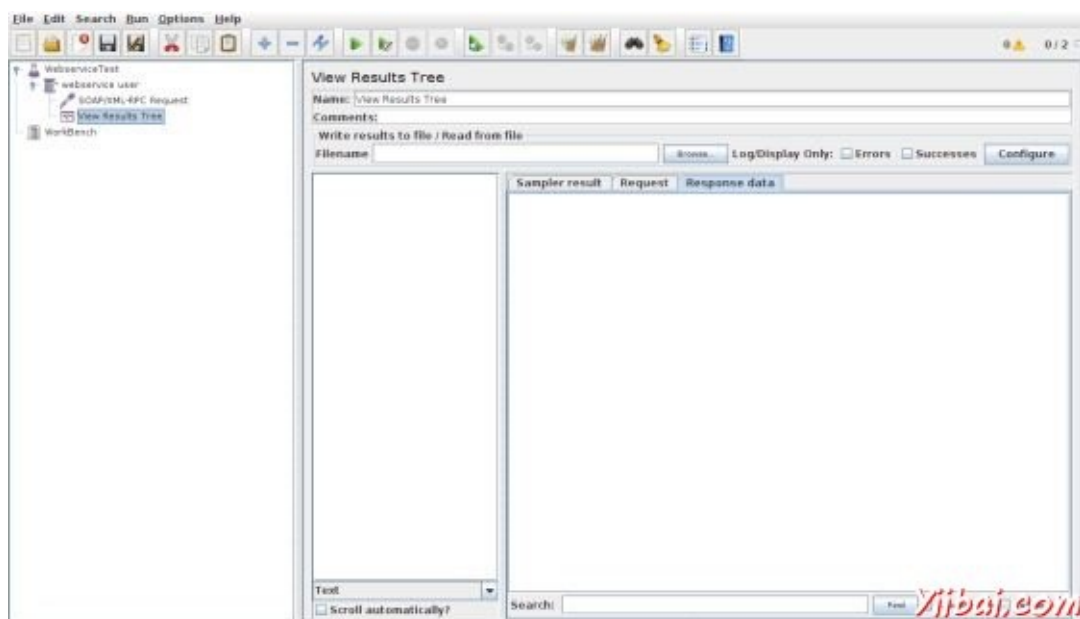 File Edit Search Run Options Help
0 0 / 2
WebserviceTest
webservice user
SOAP/XML-RPC Request
View Results Tree
WorkBench
View Results Tree
Name: View Results Tree
Comments:
Write results to file / Read from file
Filename Browse... Log/Display Only: Errors Successes Configure
Sampler result Request Response data
Text
Scroll automatically?
Search: Find
Yiibai.com